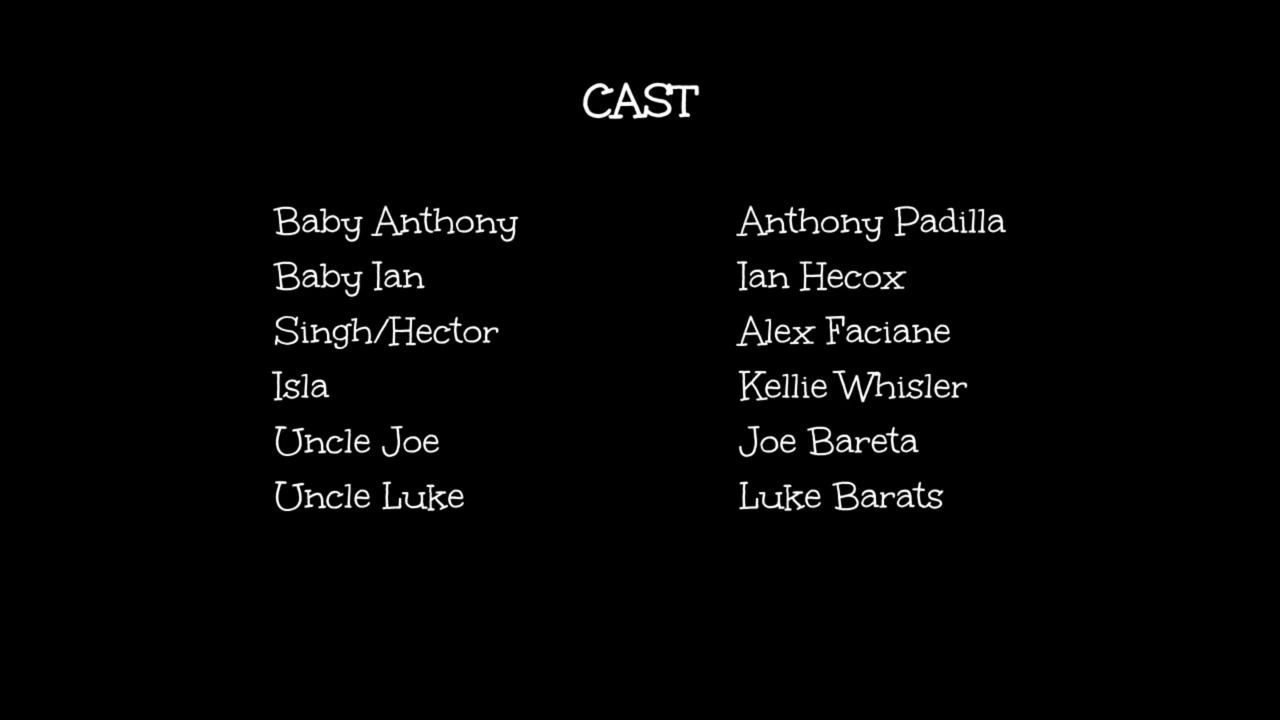 CAST
Baby Anthony Anthony Padilla
Baby Ian Ian Hecox
Singh/Hector Alex Faciane
Isla Kellie Whisler
Uncle Joe Joe Bareta
Uncle Luke Luke Barats